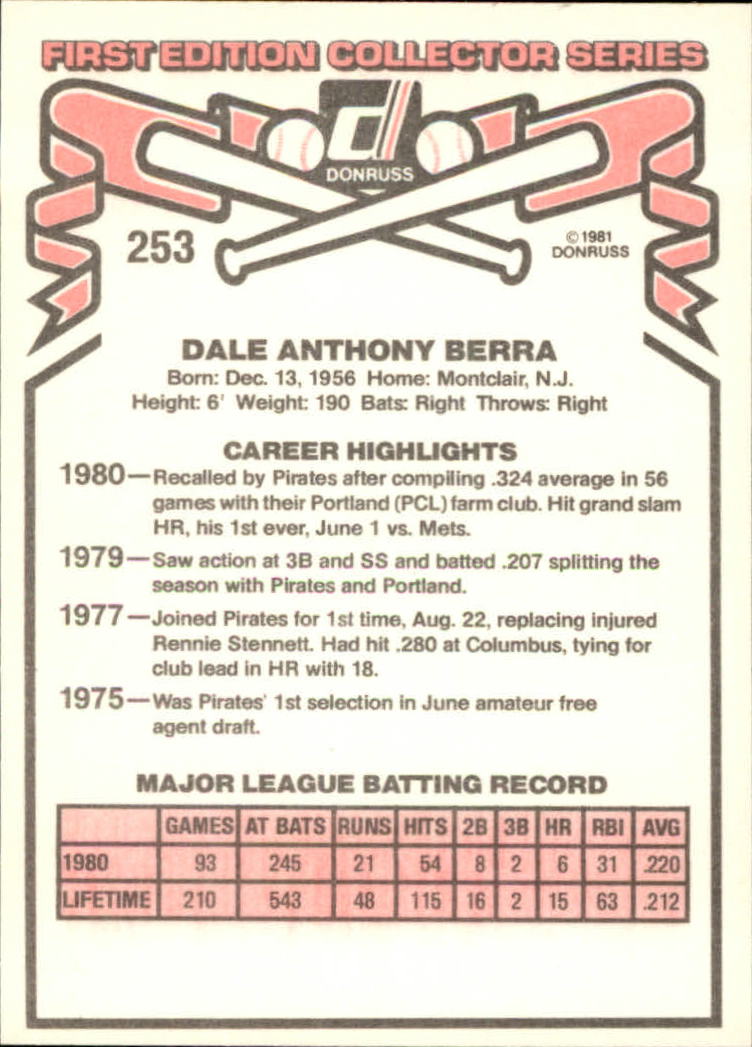 FIRST EDITION COLLECTOR SERIES
d
DONRUSS
253
© 1981
DONRUSS
DALE ANTHONY BERRA
Born: Dec. 13, 1956 Home: Montclair, N.J.
Height: 6' Weight: 190 Bats: Right Throws: Right
CAREER HIGHLIGHTS
1980—Recalled by Pirates after compiling .324 average in 56
games with their Portland (PCL) farm club. Hit grand slam
HR, his 1st ever, June 1 vs. Mets.
1979—Saw action at 3B and SS and batted .207 splitting the
season with Pirates and Portland.
1977—Joined Pirates for 1st time, Aug. 22, replacing injured
Rennie Stennett. Had hit .280 at Columbus, tying for
club lead in HR with 18.
1975—Was Pirates' 1st selection in June amateur free
agent draft.
MAJOR LEAGUE BATTING RECORD
GAMES AT BATS RUNS HITS 2B 3B HR RBI AVG
1980 93 245 21 54 8 2 6 31 .220
LIFETIME 210 543 48 115 16 2 15 63 .212